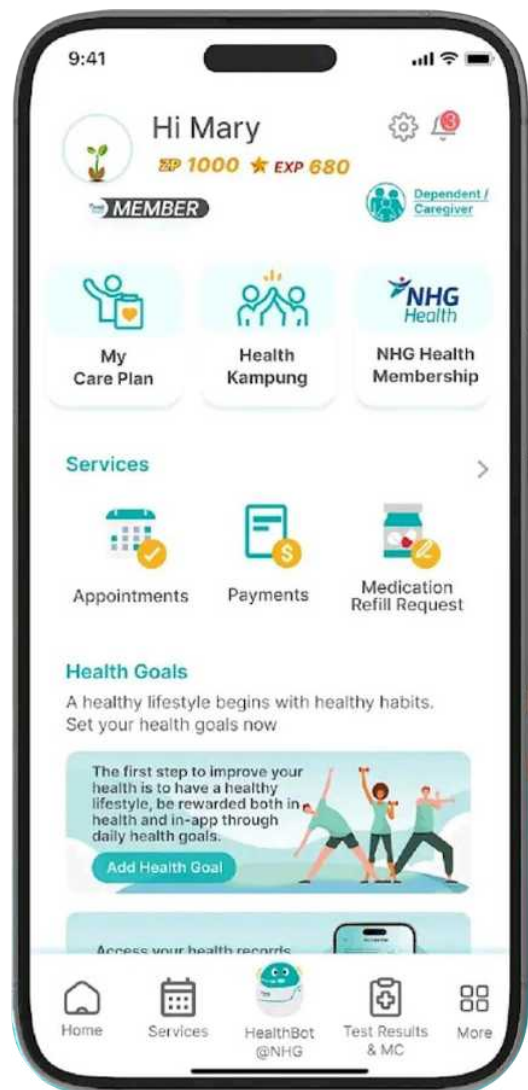 9:41
Hi Mary
3
ZP 1000 EXP 680
MEMBER
Dependent /
Caregiver
NHG
Health
My
Care Plan
Health
Kampung
NHG Health
Membership
Services
Appointments
Payments
Medication
Refill Request
Health Goals
A healthy lifestyle begins with healthy habits.
Set your health goals now
The first step to improve your
health is to have a healthy
lifestyle, be rewarded both in
health and in-app through
daily health goals.
Add Health Goal
Access your health records
Home
Services
HealthBot
@NHG
Test Results
& MC
More